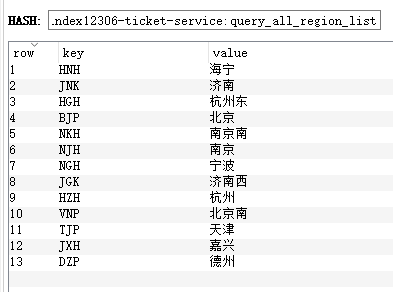 HASH: .ndex12306-ticket-service:query_all_region_list
row key value
1 HNH 海宁
2 JNK 济南
3 HGH 杭州东
4 BJP 北京
5 NKH 南京南
6 NJH 南京
7 NGH 宁波
8 JGK 济南西
9 HZH 杭州
10 VNP 北京南
11 TJP 天津
12 JXH 嘉兴
13 DZP 德州